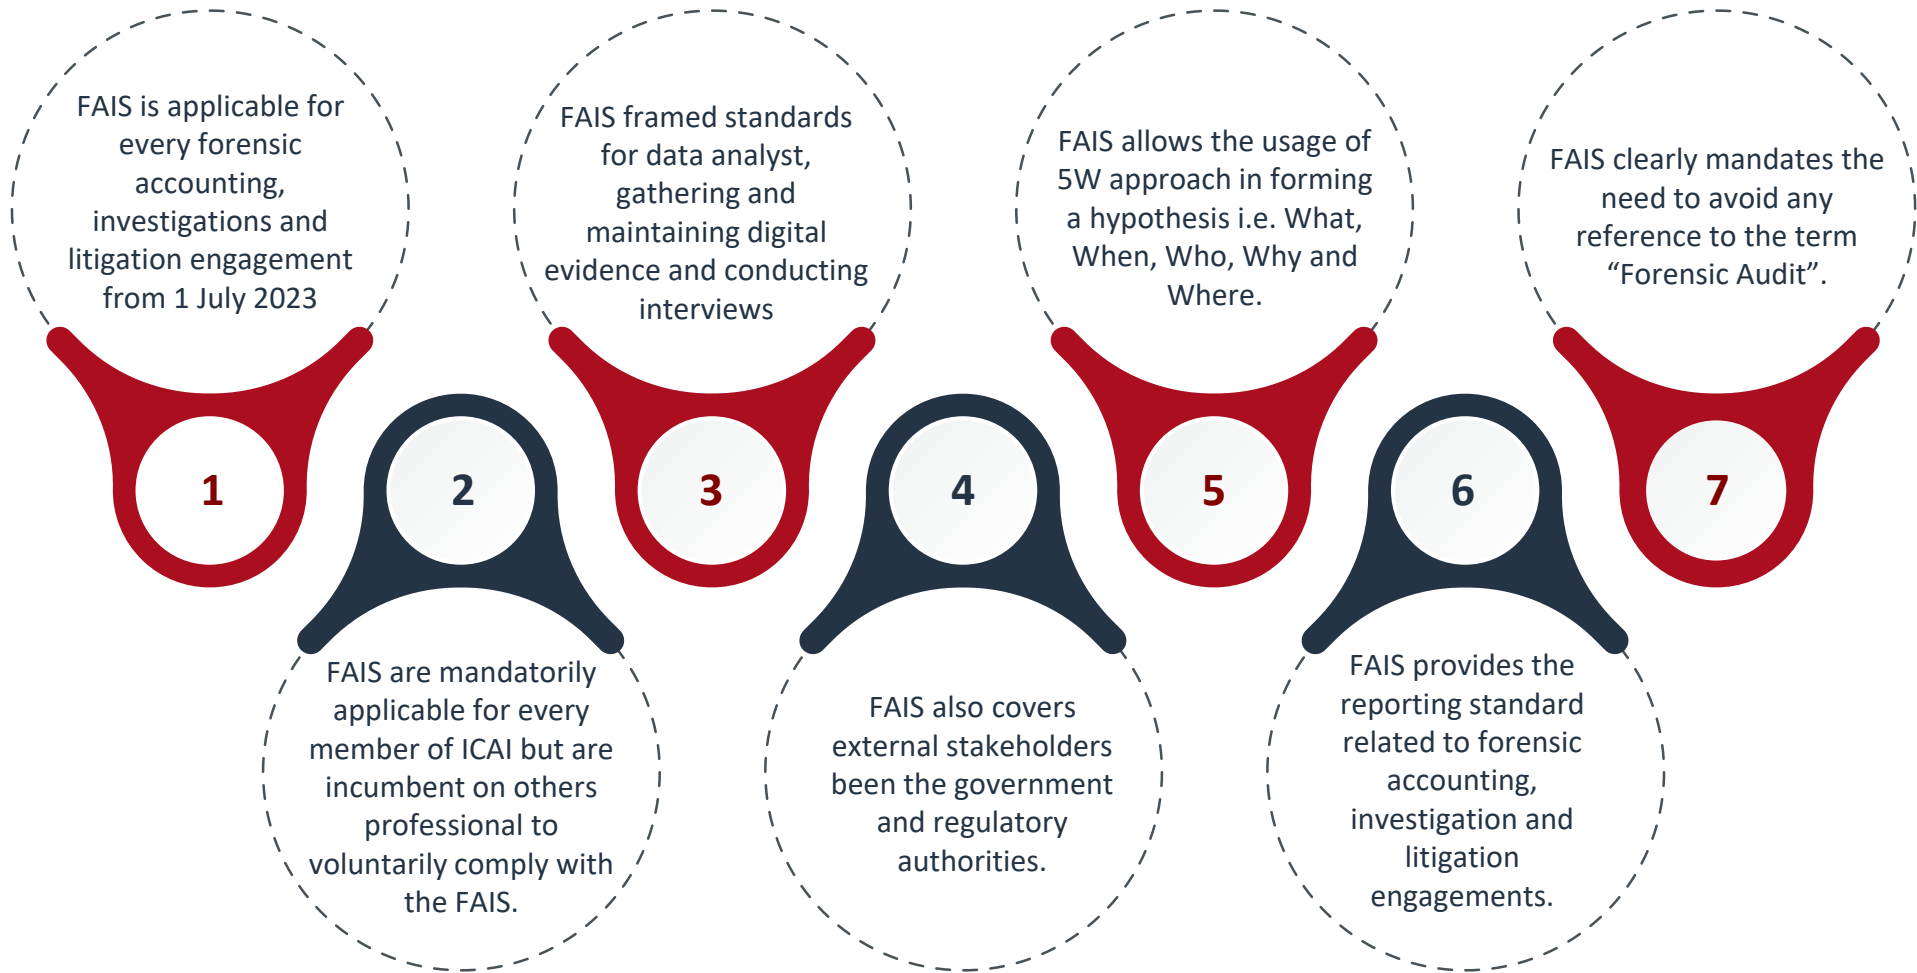 FAIS is applicable for
every forensic
accounting,
investigations and
litigation engagement
from 1 July 2023
1
2
FAIS are mandatorily
applicable for every
member of ICAI but are
incumbent on others
professional to
voluntarily comply with
the FAIS.
FAIS framed standards
for data analyst,
gathering and
maintaining digital
evidence and conducting
interviews
3
4
FAIS also covers
external stakeholders
been the government
and regulatory
authorities.
FAIS allows the usage of
5W approach in forming
a hypothesis i.e. What,
When, Who, Why and
Where.
5
6
FAIS provides the
reporting standard
related to forensic
accounting,
investigation and
litigation
engagements.
FAIS clearly mandates the
need to avoid any
reference to the term
“Forensic Audit”.
7